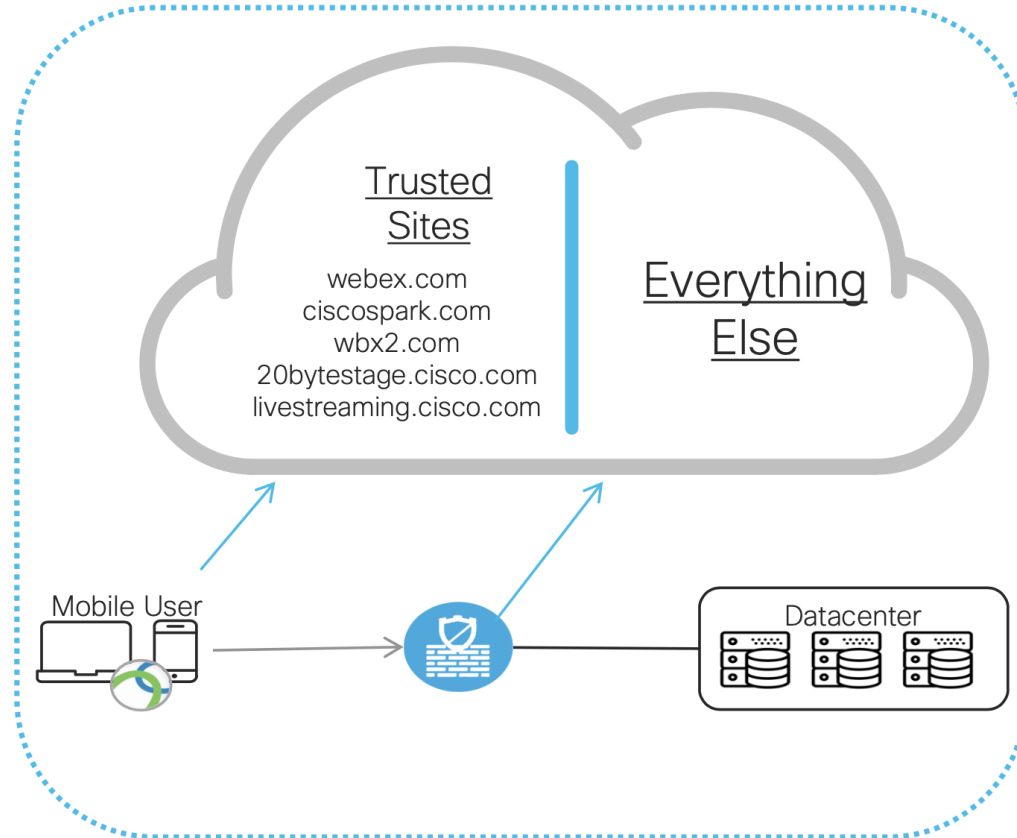 Trusted
Sites
webex.com
ciscospark.com
wbx2.com
20bytestage.cisco.com
livestreaming.cisco.com
Everything
Else
Mobile User
Datacenter